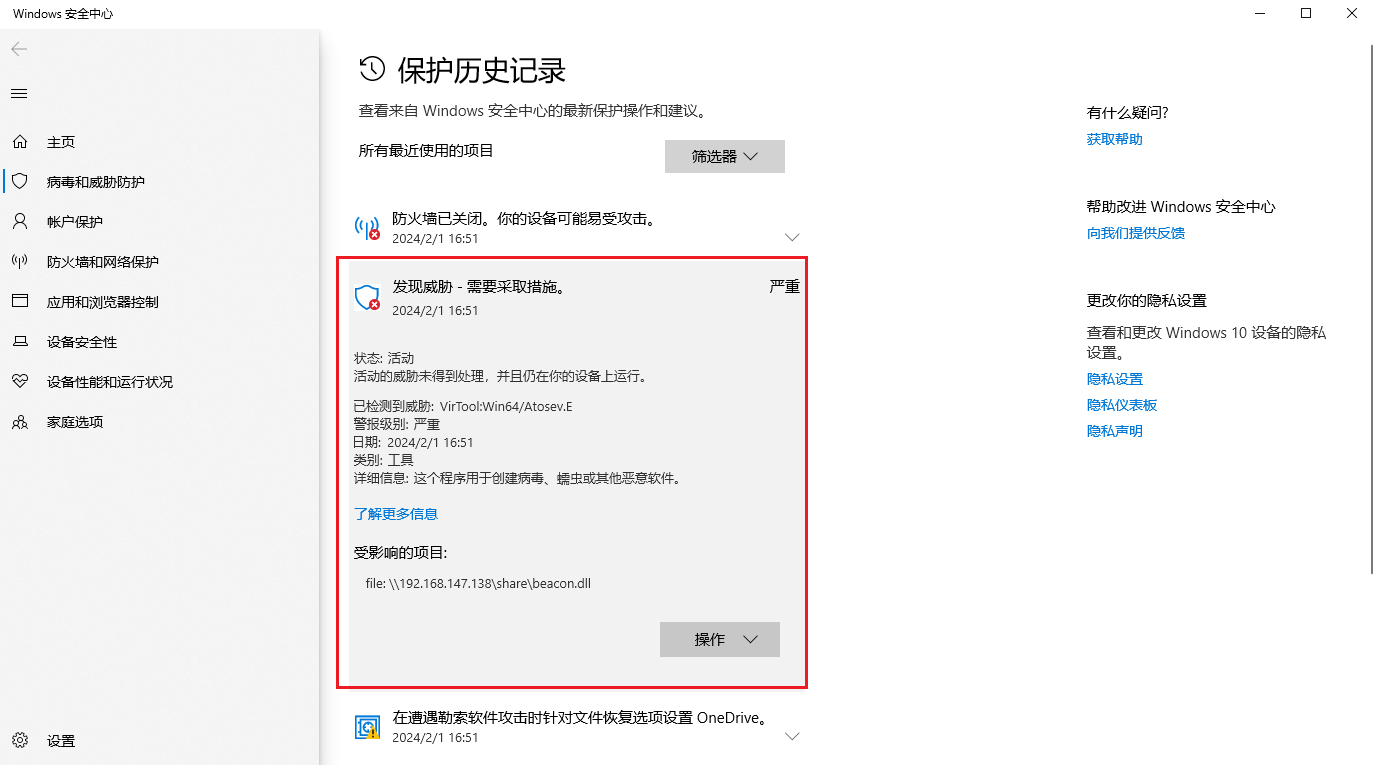 Windows 安全中心
主页
病毒和威胁防护
帐户保护
防火墙和网络保护
应用和浏览器控制
设备安全性
设备性能和运行状况
家庭选项
设置
保护历史记录
查看来自 Windows 安全中心的最新保护操作和建议。
所有最近使用的项目
筛选器
防火墙已关闭。你的设备可能易受攻击。
2024/2/1 16:51
发现威胁 - 需要采取措施。
严重
2024/2/1 16:51
状态: 活动
活动的威胁未得到处理，并且仍在你的设备上运行。
已检测到威胁: VirTool:Win64/Atosev.E
警报级别: 严重
日期: 2024/2/1 16:51
类别: 工具
详细信息: 这个程序用于创建病毒、蠕虫或其他恶意软件。
了解更多信息
受影响的项目:
file: \\192.168.147.138\share\beacon.dll
操作
在遭遇勒索软件攻击时针对文件恢复选项设置 OneDrive。
2024/2/1 16:51
有什么疑问?
获取帮助
帮助改进 Windows 安全中心
向我们提供反馈
更改你的隐私设置
查看和更改 Windows 10 设备的隐私
设置。
隐私设置
隐私仪表板
隐私声明